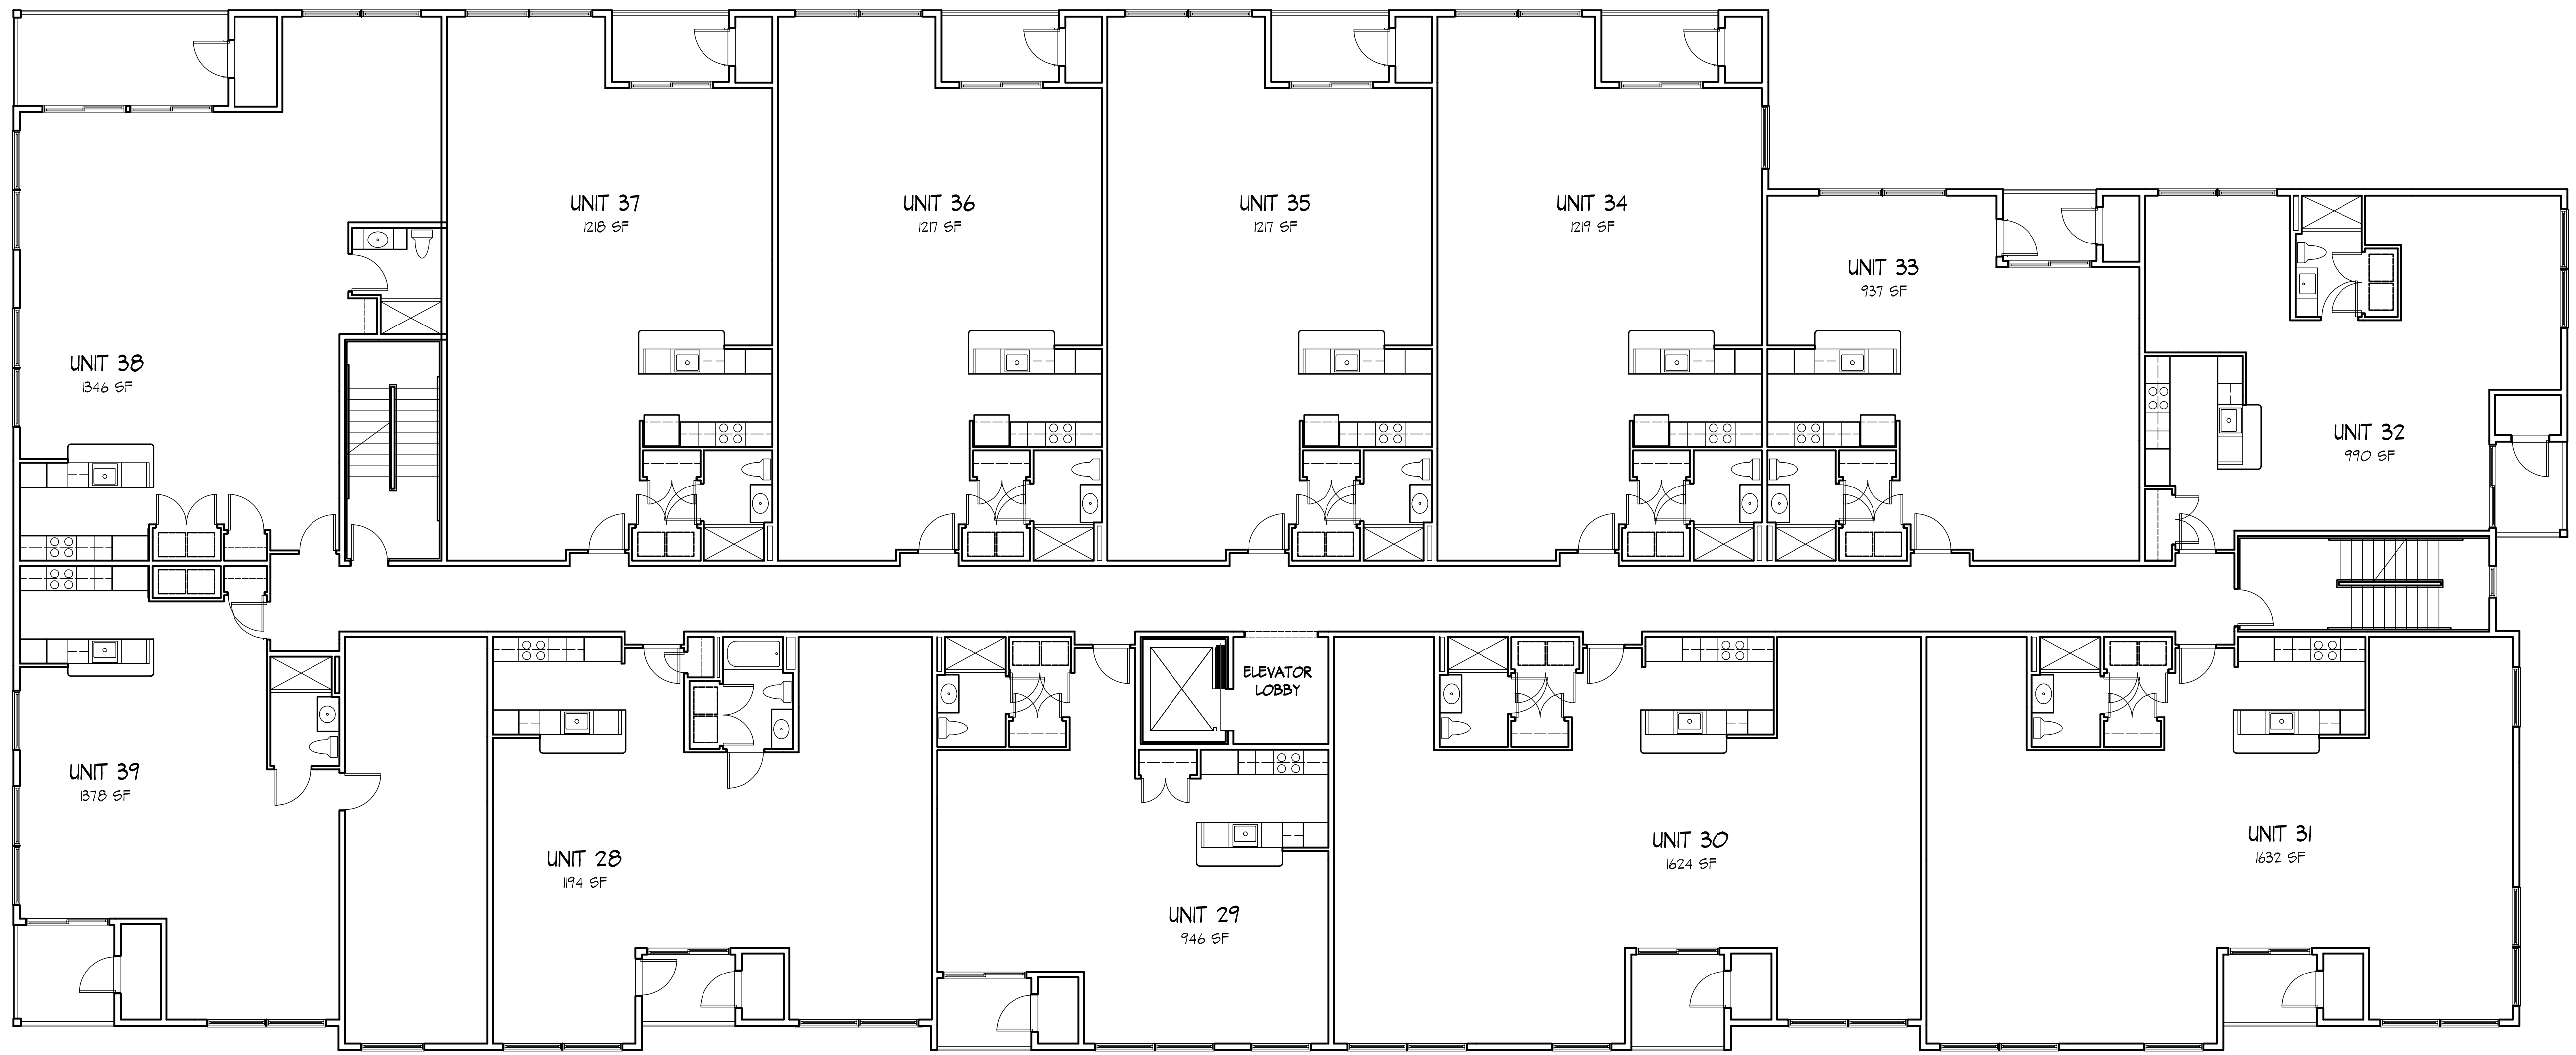 UNIT 37
1218 SF
UNIT 36
1217 SF
UNIT 35
1217 SF
UNIT 34
1219 SF
UNIT 33
937 SF
UNIT 38
1346 SF
UNIT 32
990 SF
ELEVATOR
LOBBY
UNIT 39
1378 SF
UNIT 28
1194 SF
UNIT 29
946 SF
UNIT 30
1624 SF
UNIT 31
1632 SF